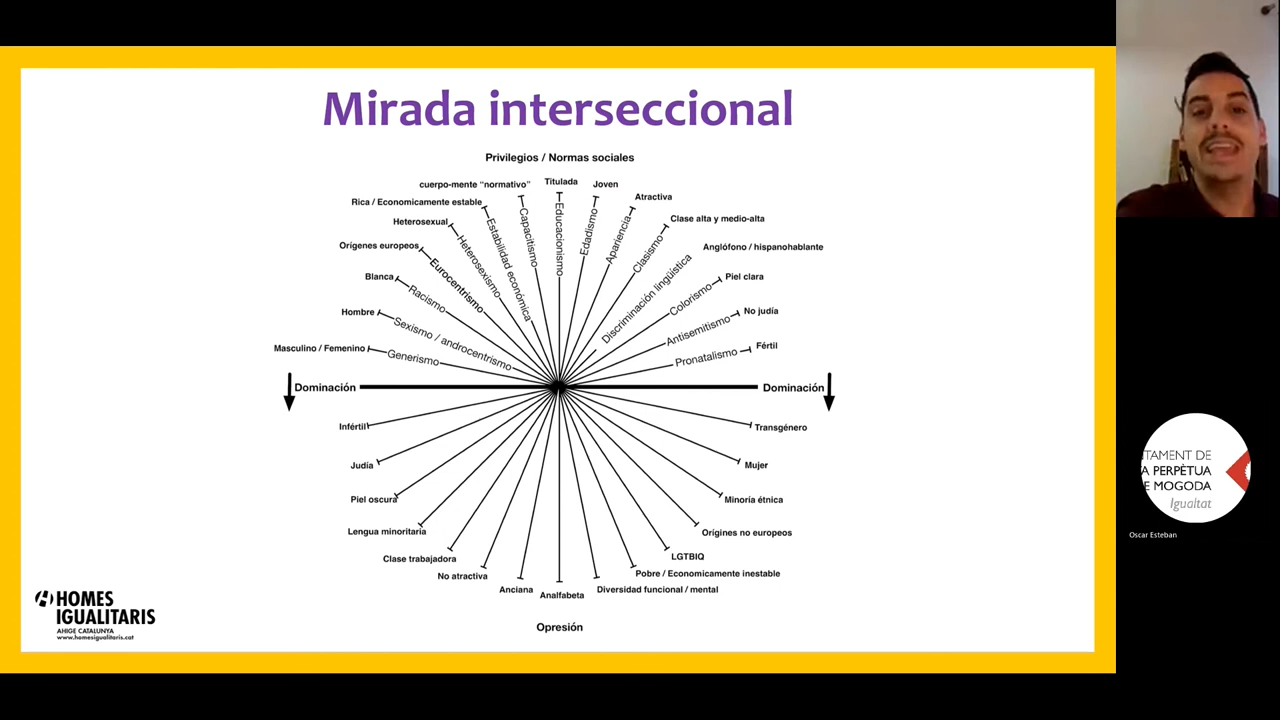 Mirada interseccional
Privilegios / Normas sociales
cuerpo-mente “normativo”
Titulada
Joven
Rica / Economicamente estable
Atractiva
Heterosexual
Clase alta y medio-alta
Orígenes europeos
Anglófono / hispanohablante
Blanca
Piel clara
Hombre
No judía
Masculino / Femenino
Fértil
Generismo
Sexismo / androcentrismo
Racismo
Eurocentrismo
Heterosexismo
Estabilidad económica
Capacitismo
Educacionismo
Edadismo
Apariencia
Clasismo
Discriminación lingüística
Colorismo
Antisemitismo
Pronatalismo
Dominación
Dominación
Infértil
Transgénero
Judía
Mujer
Piel oscura
Minoría étnica
Lengua minoritaria
Orígines no europeos
Clase trabajadora
LGTBIQ
No atractiva
Pobre / Economicamente inestable
Anciana
Analfabeta
Diversidad funcional / mental
Opresión
HOMES
IGUALITARIS
AHIGE CATALUNYA
www.homesigualitaris.cat
TAMENT DE
A PERPÈTUA
E MOGODA
Igualtat
Oscar Esteban